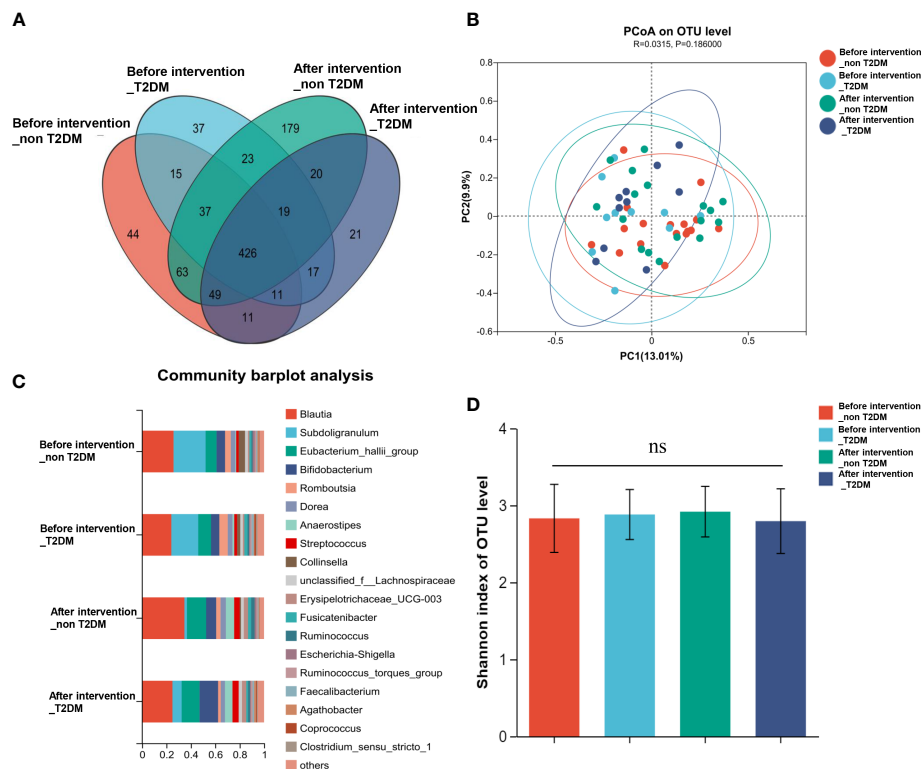 A
Before intervention
_T2DM
After intervention
_non T2DM
Before intervention
_non T2DM
After intervention
_T2DM
37
179
23
20
15
37
19
44
21
426
63
17
49
11
11
B
PCoA on OTU level
R=0.0315, P=0.186000
PC2(9.9%)
0.8
0.6
0.4
0.2
0
-0.2
-0.4
-0.6
-0.5
0
0.5
PC1(13.01%)
Before intervention
_non T2DM
Before intervention
_T2DM
After intervention
_non T2DM
After intervention
_T2DM
C
Community barplot analysis
Before intervention
_non T2DM
Before intervention
_T2DM
After intervention
_non T2DM
After intervention
_T2DM
0 0.2 0.4 0.6 0.8 1
Blautia
Subdoligranulum
Eubacterium_hallii_group
Bifidobacterium
Romboutsia
Dorea
Anaerostipes
Streptococcus
Collinsella
unclassified_f__Lachnospiraceae
Erysipelotrichaceae_UCG-003
Fusicatenibacter
Ruminococcus
Escherichia-Shigella
Ruminococcus_torques_group
Faecalibacterium
Agathobacter
Coprococcus
Clostridium_sensu_stricto_1
others
D
Shannon index of OTU level
4
3
2
1
0
ns
Before intervention
_non T2DM
Before intervention
_T2DM
After intervention
_non T2DM
After intervention
_T2DM